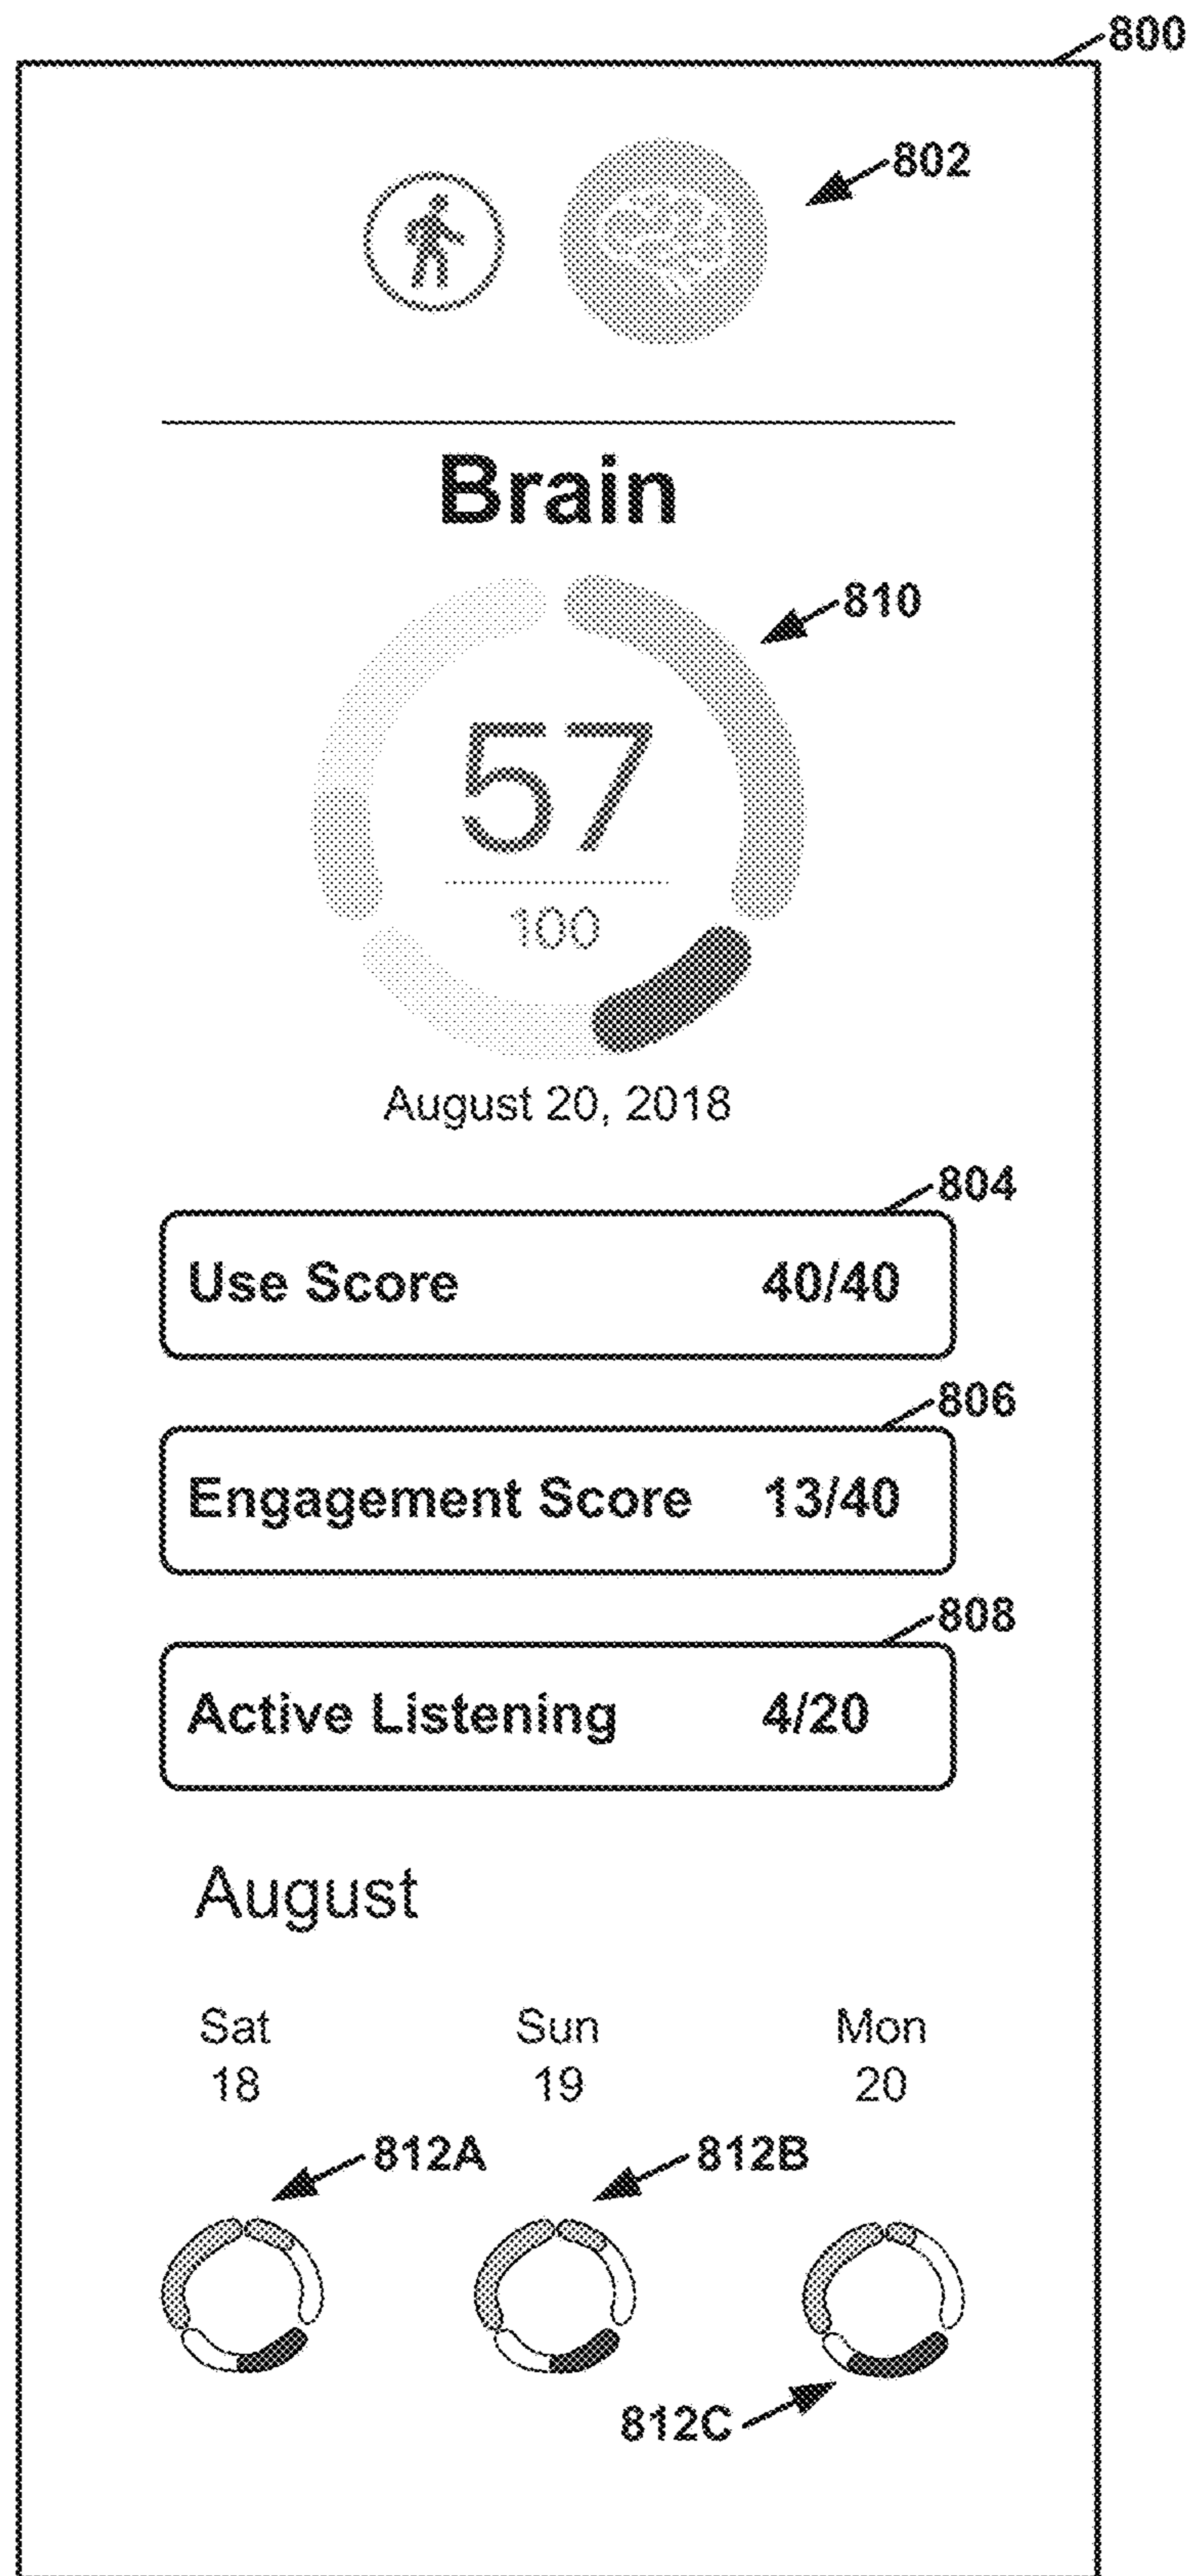 800
802
Brain
810
57
100
August 20, 2018
804
Use Score 40/40
806
Engagement Score 13/40
808
Active Listening 4/20
August
Sat Sun Mon
18 19 20
812A 812B
812C